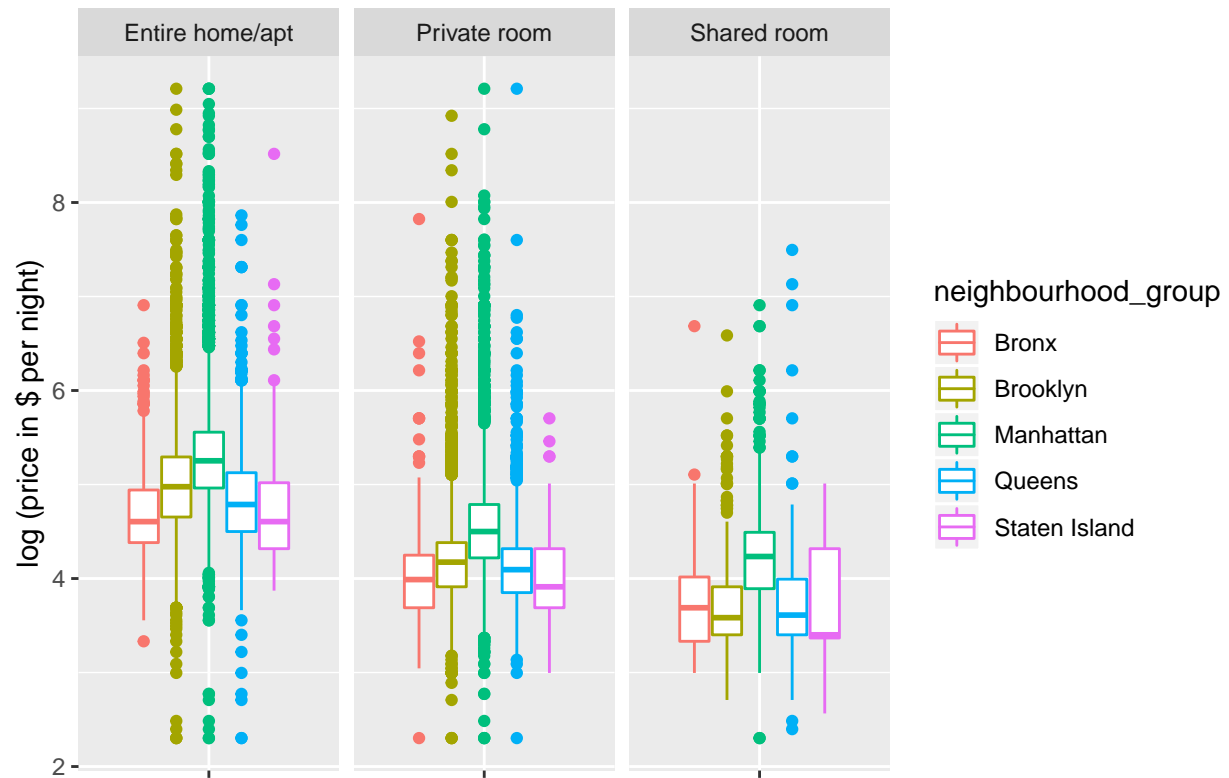 Entire home/apt
Private room
Shared room
log (price in $ per night)
8
6
4
2
neighbourhood_group
Bronx
Brooklyn
Manhattan
Queens
Staten Island